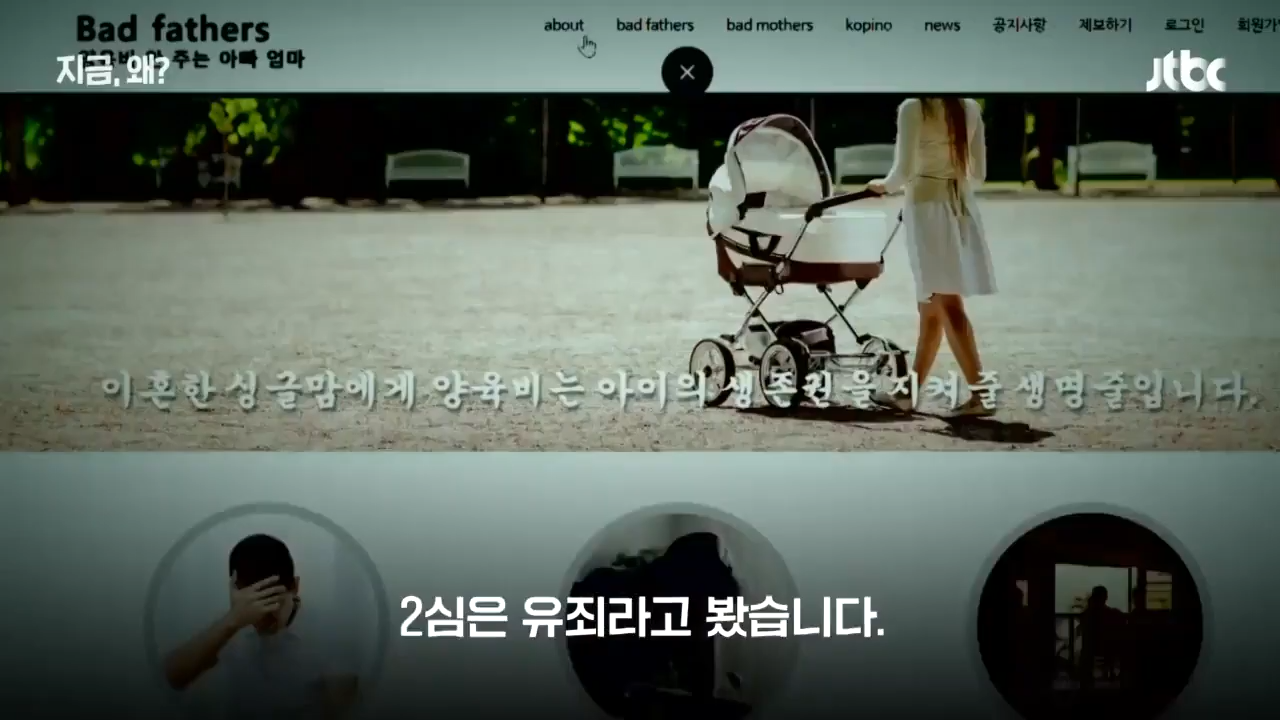 Bad fathers
about bad fathers bad mothers kopino news 공지사항 제보하기 로그인
주는 아빠 엄마
지금, 왜?
jtbc
이혼한 싱글맘에게 양육비는 아이의 생존권을 지켜줄 생명줄입니다.
2심은 유죄라고 봤습니다.